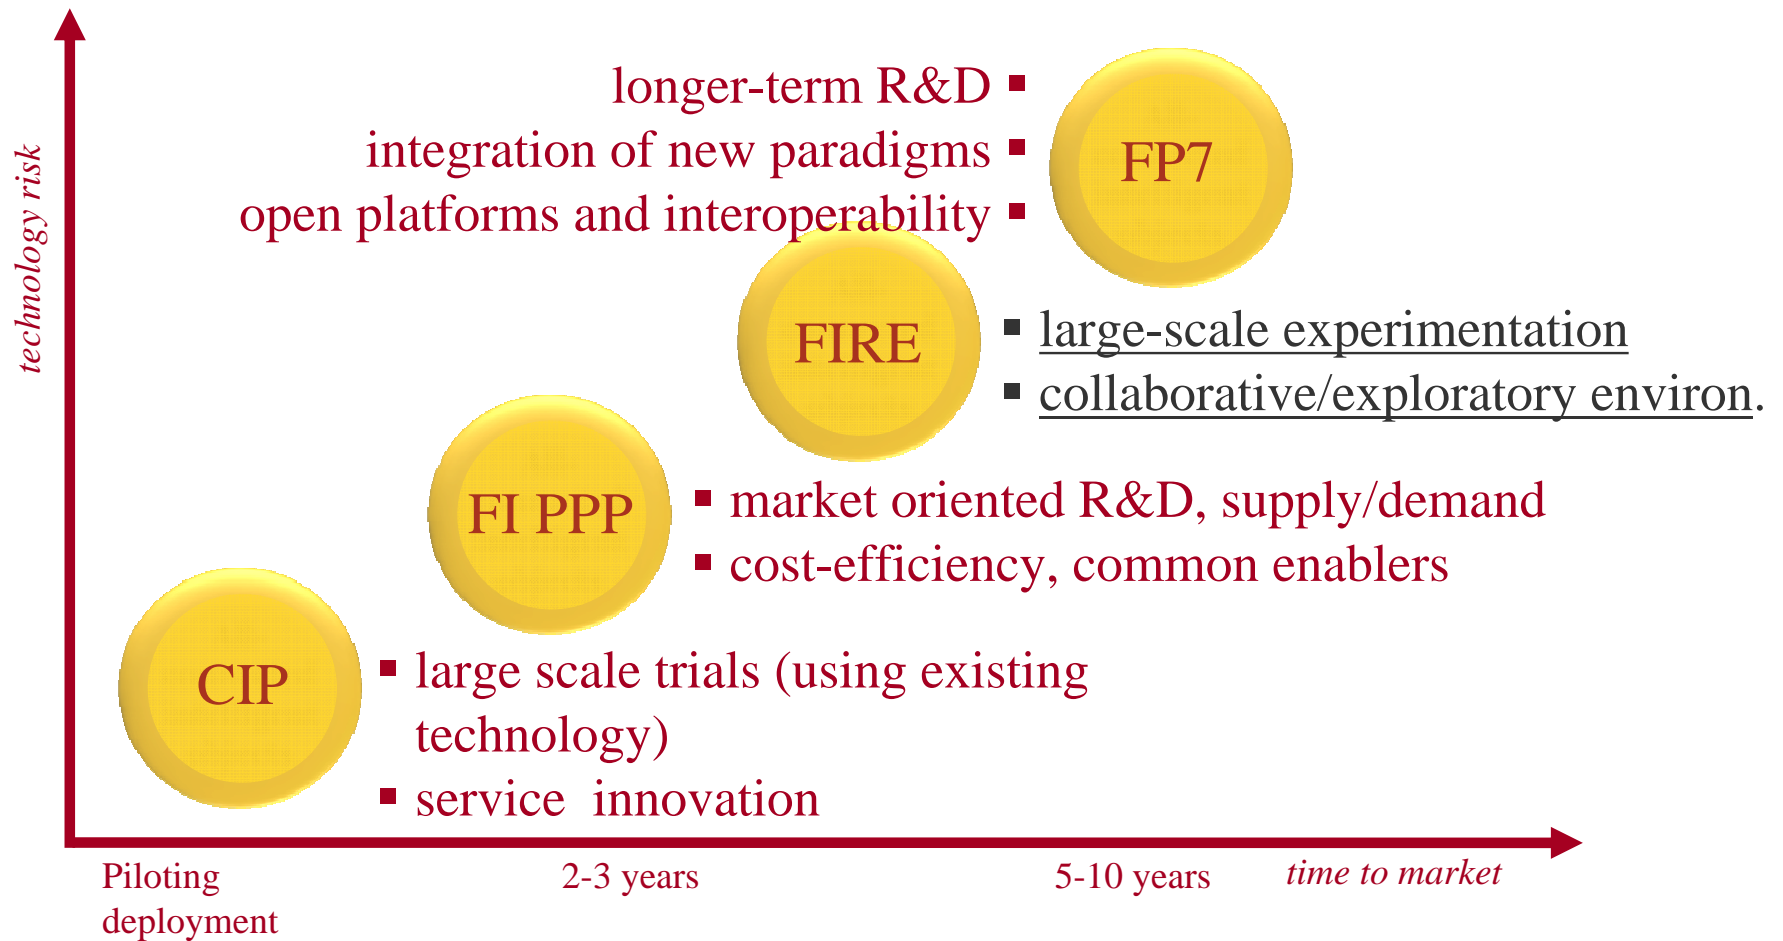 technology risk
longer-term R&D ▪
integration of new paradigms ▪
open platforms and interoperability ▪
FP7
FIRE
▪ large-scale experimentation
▪ collaborative/exploratory environ.
FI PPP
▪ market oriented R&D, supply/demand
▪ cost-efficiency, common enablers
CIP
▪ large scale trials (using existing
technology)
▪ service innovation
Piloting
deployment
2-3 years
5-10 years
time to market